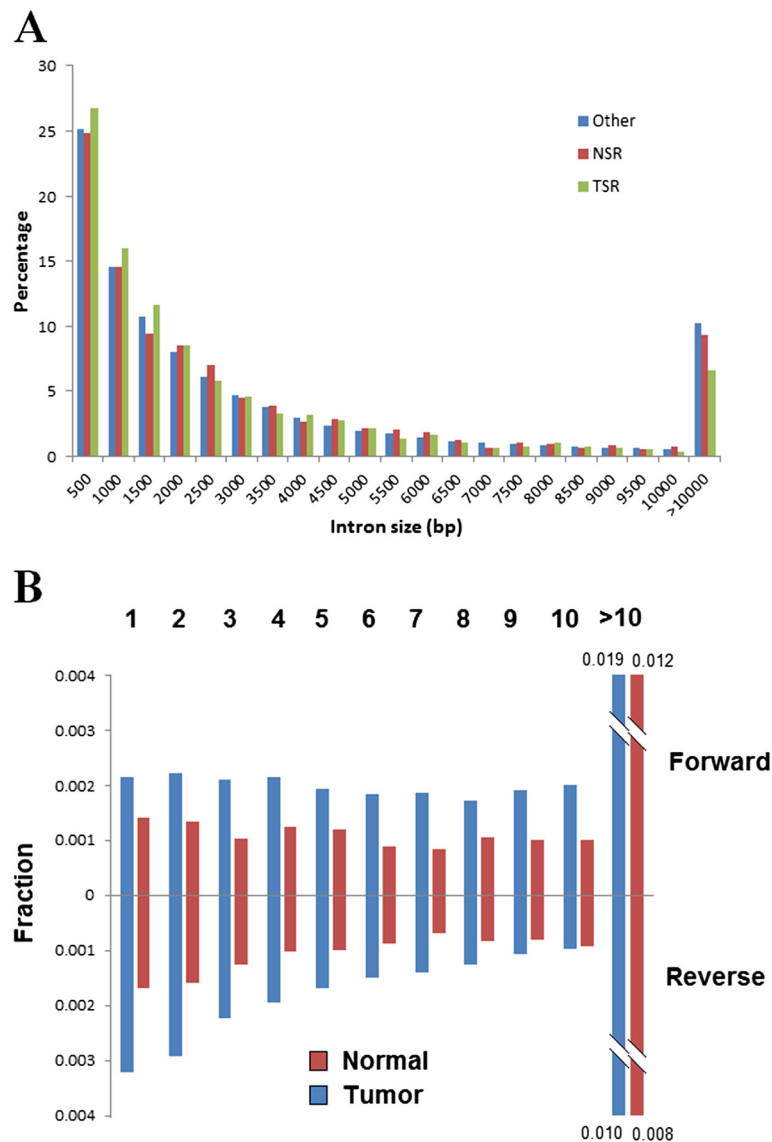 A
30
25
20
15
10
5
0
Percentage
Other
NSR
TSR
500 1000 1500 2000 2500 3000 3500 4000 4500 5000 5500 6000 6500 7000 7500 8000 8500 9000 9500 10000 >10000
Intron size (bp)
B
1 2 3 4 5 6 7 8 9 10 >10
0.019 0.012
0.004
0.003
0.002
0.001
0
0.001
0.002
0.003
0.004
Fraction
Forward
Reverse
Normal
Tumor
0.010 0.008